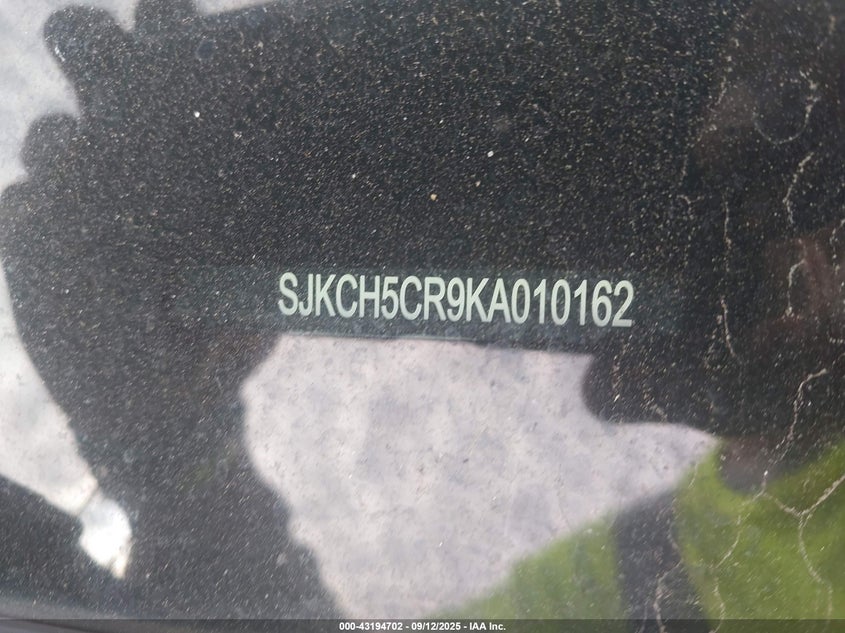 SJKCH5CR9KA010162
000-43194702 - 09/12/2025 - IAA Inc.